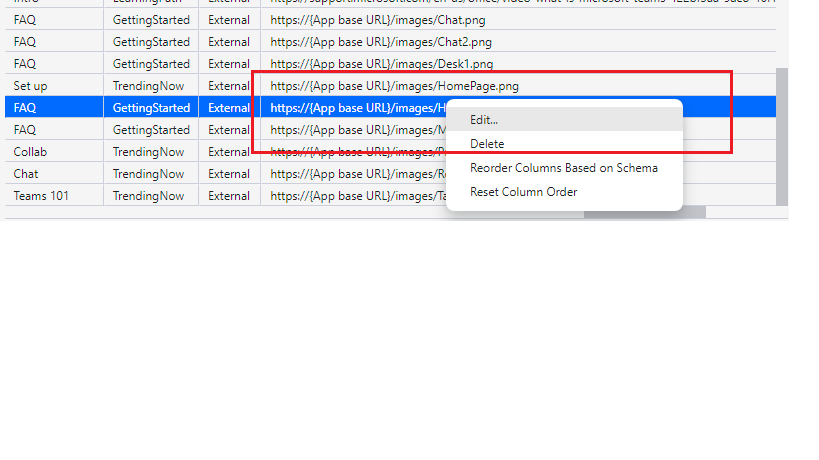 FAQ GettingStarted External https://{App base URL}/images/Chat.png
FAQ GettingStarted External https://{App base URL}/images/Chat2.png
FAQ GettingStarted External https://{App base URL}/images/Desk1.png
Set up TrendingNow External https://{App base URL}/images/HomePage.png
FAQ GettingStarted External https://{App base URL}/images/H
FAQ GettingStarted External https://{App base URL}/images/M
Collab TrendingNow External https://{App base URL}/images/
Chat TrendingNow External https://{App base URL}/images/R
Teams 101 TrendingNow External https://{App base URL}/images/Ta
Edit...
Delete
Reorder Columns Based on Schema
Reset Column Order